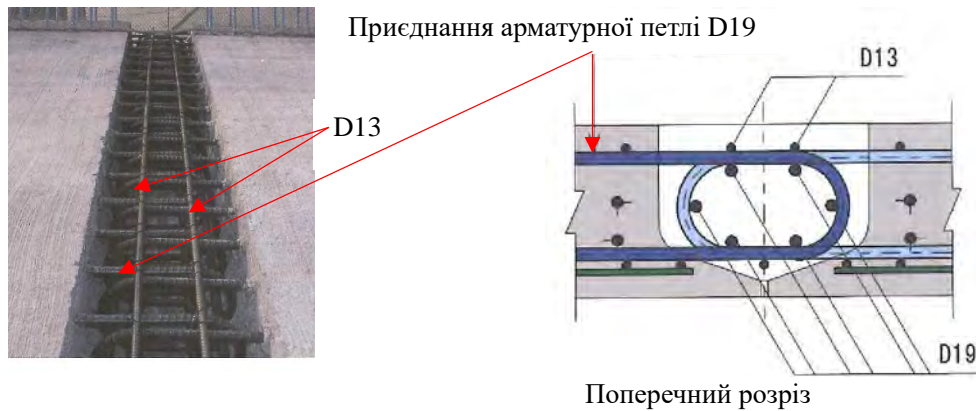 Приєднання арматурної петлі D19
D13
D13
D19
Поперечний розріз